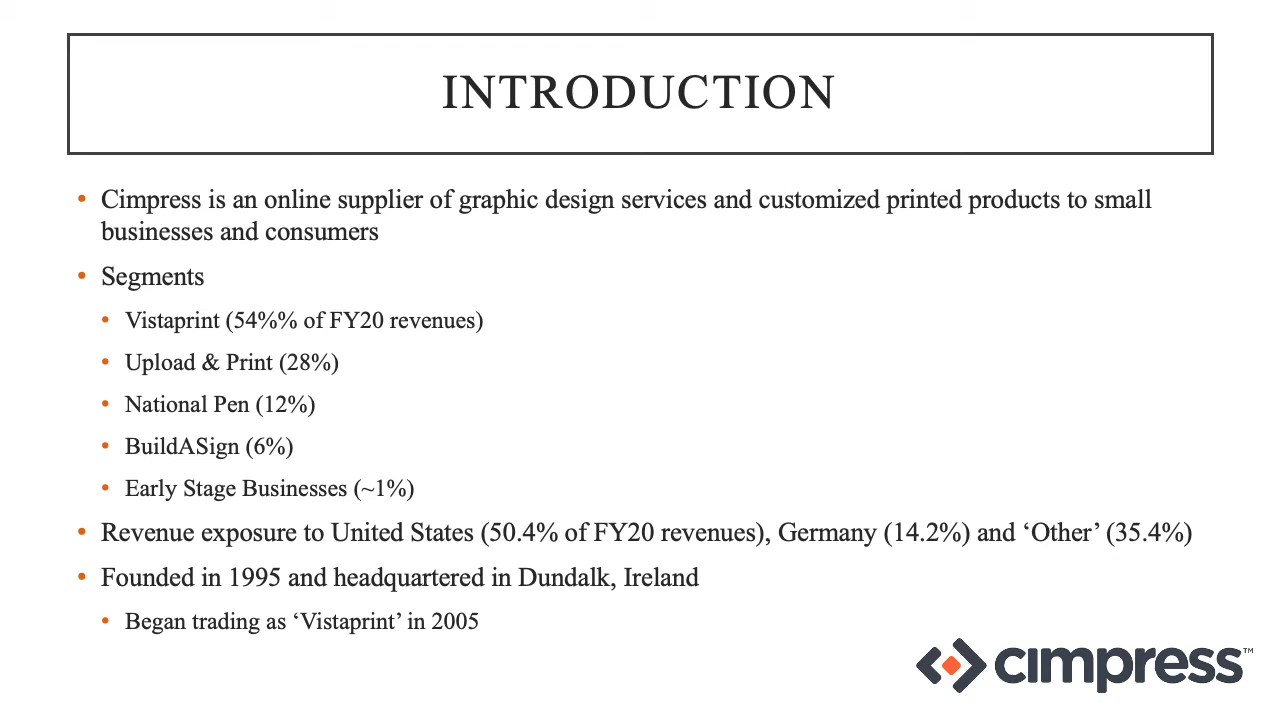 INTRODUCTION
• Cimpress is an online supplier of graphic design services and customized printed products to small
businesses and consumers
• Segments
• Vistaprint (54%% of FY20 revenues)
• Upload & Print (28%)
• National Pen (12%)
• BuildASign (6%)
• Early Stage Businesses (~1%)
• Revenue exposure to United States (50.4% of FY20 revenues), Germany (14.2%) and ‘Other’ (35.4%)
• Founded in 1995 and headquartered in Dundalk, Ireland
• Began trading as ‘Vistaprint’ in 2005
cimpress™